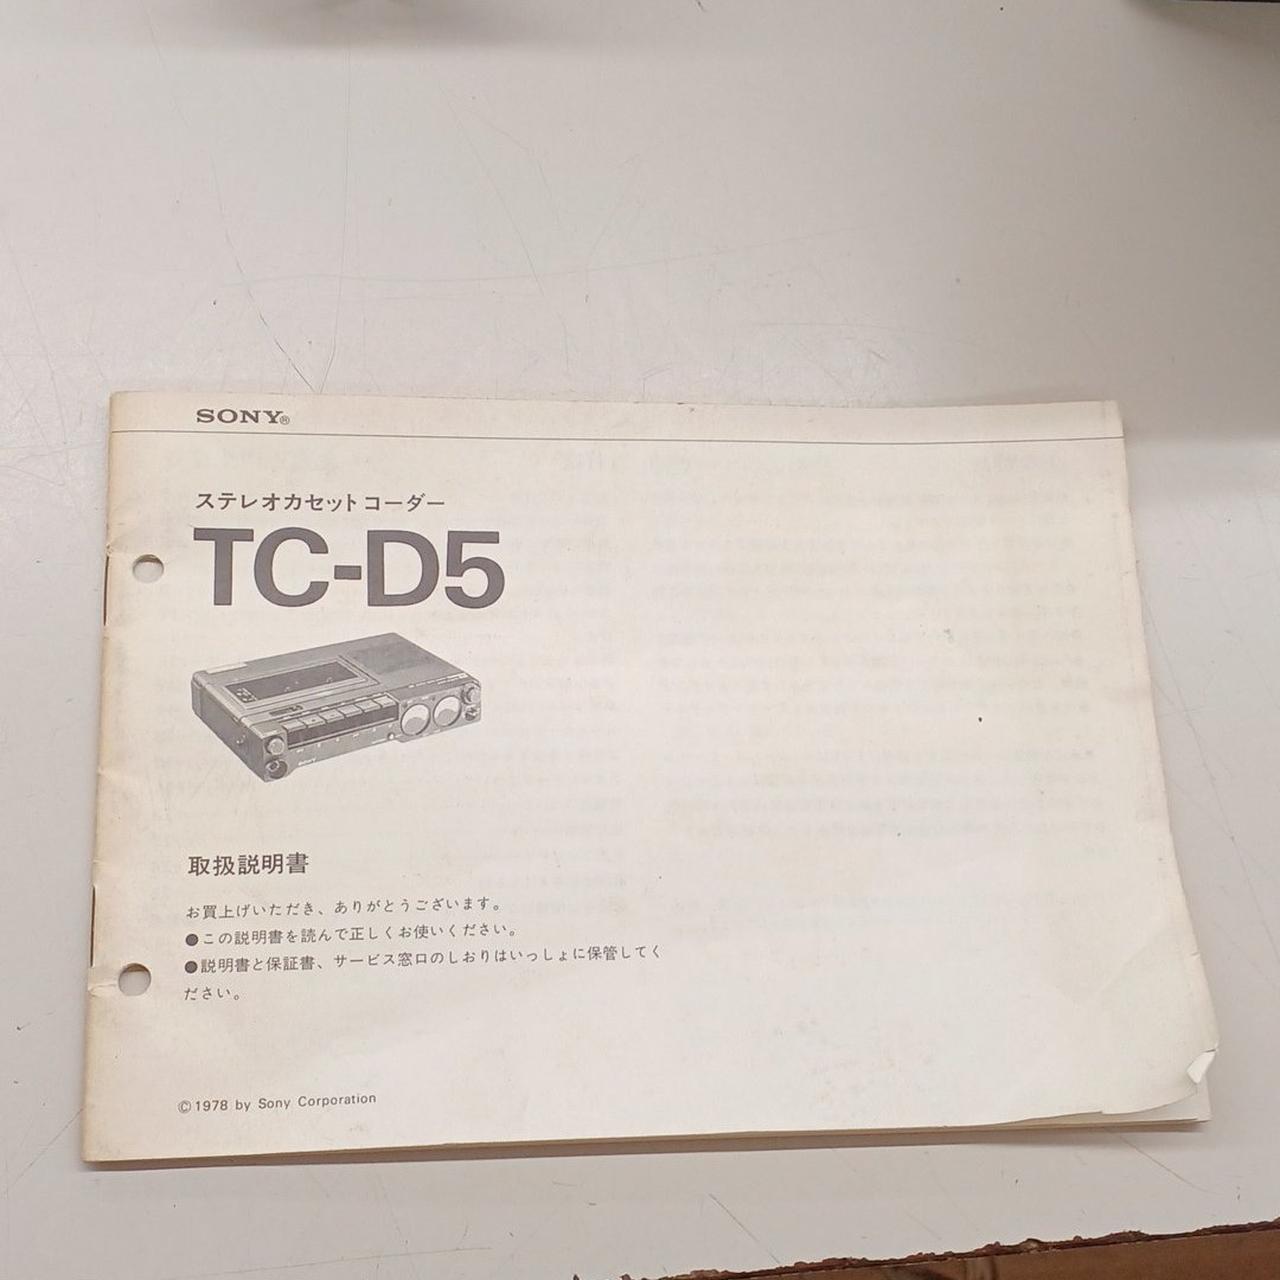 SONY®
ステレオカセットコーダー
TC-D5
SONY
取扱説明書
お買上げいただき、ありがとうございます。
●この説明書を読んで正しくお使いください。
●説明書と保証書、サービス窓口のしおりはいっしょに保管してく
ださい。
©1978 by Sony Corporation